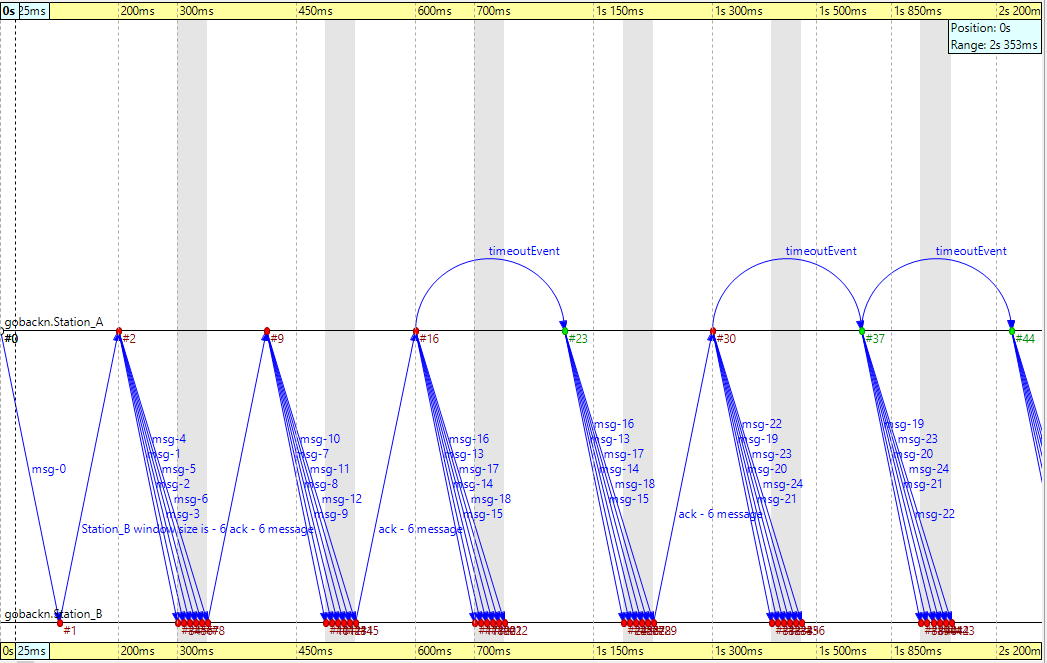 0s 25ms 200ms 300ms 450ms 600ms 700ms 1s 150ms 1s 300ms 1s 500ms 1s 850ms 2s 200m
Position: 0s
Range: 2s 353ms
timeoutEvent timeoutEvent timeoutEvent
gobackn.Station_A
#0 #2 #9 #16 #23 #30 #37 #44
msg-16 msg-22 msg-19
msg-4 msg-10 msg-16 msg-13 msg-19 msg-23
msg-1 msg-7 msg-13 msg-17 msg-23 msg-20
msg-0 msg-5 msg-11 msg-17 msg-14 msg-20 msg-24
msg-2 msg-8 msg-14 msg-18 msg-24 msg-21
msg-6 msg-12 msg-18 msg-15 msg-21
msg-3 msg-9 msg-15 ack - 6 message msg-22
Station_B window size is - 6 ack - 6 message ack - 6 message
gobackn.Station_B
#1
0s 25ms 200ms 300ms 450ms 600ms 700ms 1s 150ms 1s 300ms 1s 500ms 1s 850ms 2s 200m